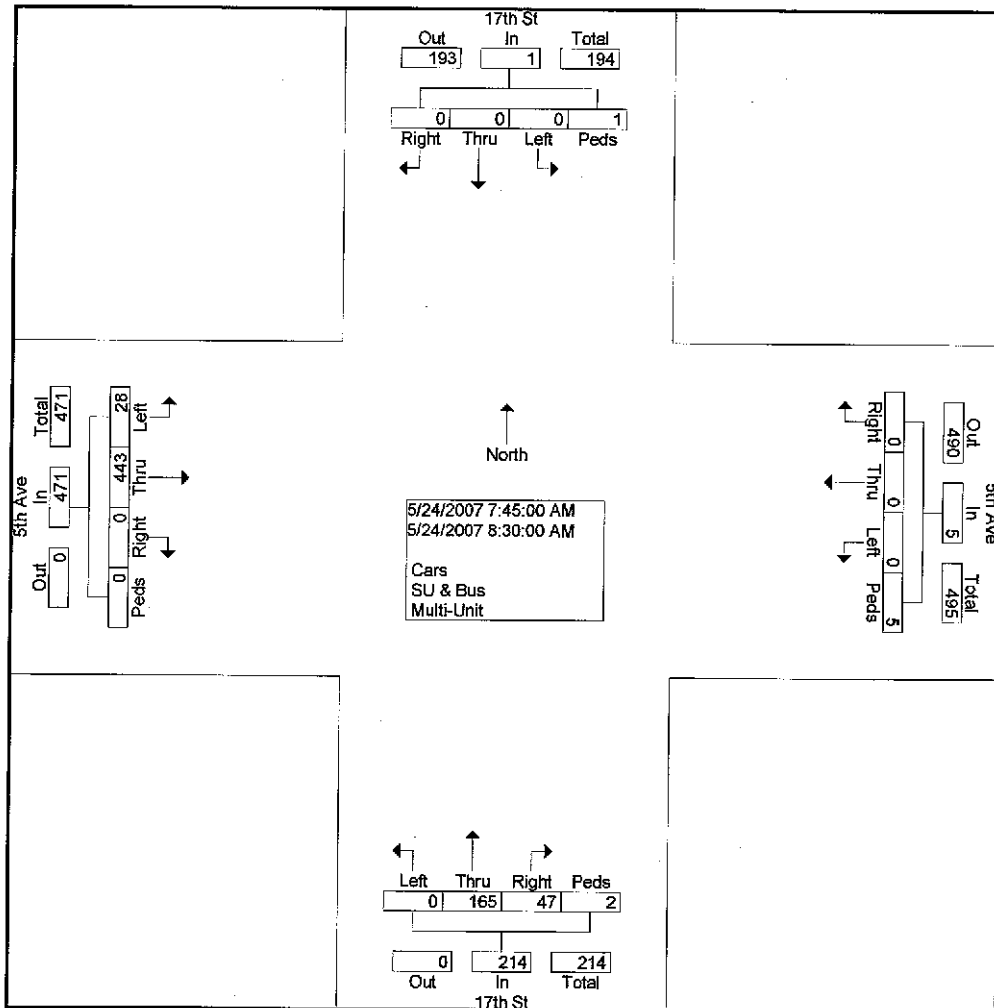 17th St
Out In Total
193 1 194
0 0 0 1
Right Thru Left Peds
Total In Out
471 471 0
5th Ave
28 443 0 0
Left Thru Right Peds
North
5/24/2007 7:45:00 AM
5/24/2007 8:30:00 AM
Cars
SU & Bus
Multi-Unit
Right Thru Left Peds
0 0 0 5
Out In Total
490 5 495
5th Ave
Left Thru Right Peds
0 165 47 2
0 214 214
Out In Total
17th St